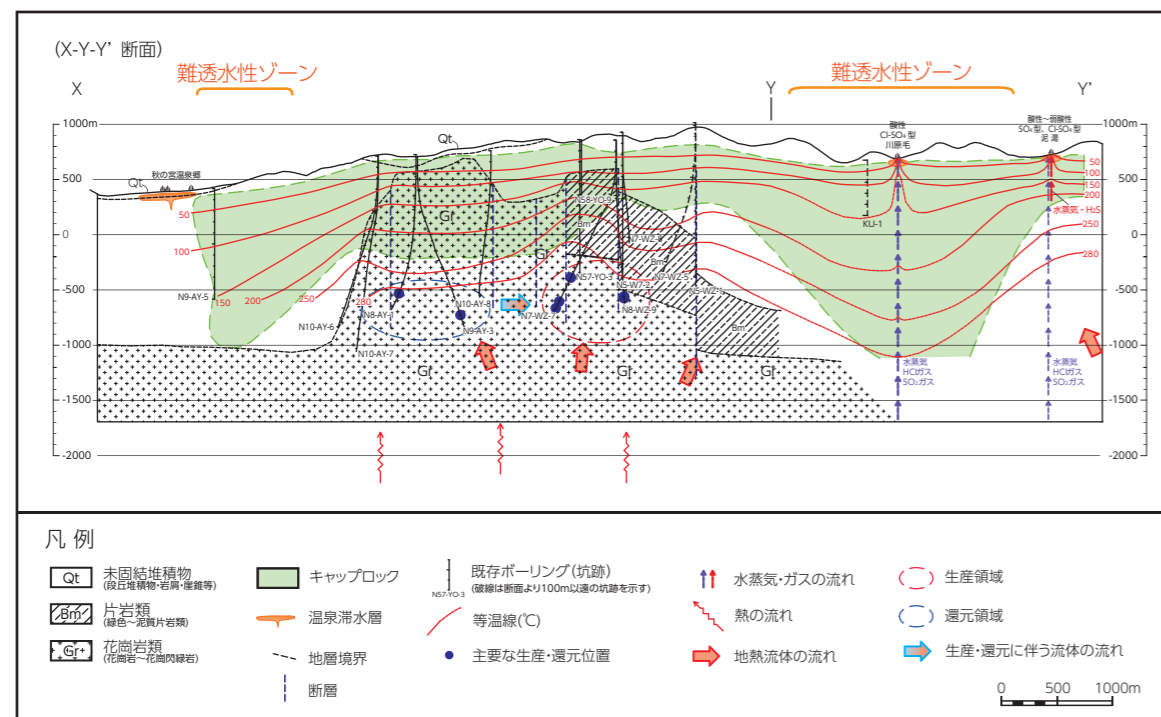 (X-Y-Y' 断面)
難透水性ゾーン
難透水性ゾーン
X
Y
Y'
1000m
500
0
-500
-1000
-1500
-2000
1000m
500
0
-500
-1000
-1500
-2000
Qt
秋の宮温泉郷
Qt
酸性
Cl-SO₄ 型
川原毛
酸性～弱酸性
SO₄ 型、Cl-SO₄ 型
泥 湯
50
100
150
200
250
280
50
100
150
200
水蒸気・H₂S
250
280
Gr
Gr
Gr
Gr
Gr
Bm
Bm
Bm
N9-AY-5
N10-AY-6
N10-AY-7
N8-AY-1
N10-AY-8
N9-AY-3
N7-WZ-7
N58-YO-9
N7-WZ-8
N57-YO-3
N7-WZ-5
N5-WZ-1
N5-W7-2
N8-WZ-9
KU-1
水蒸気
HClガス
SO₂ガス
水蒸気
HClガス
SO₂ガス
凡 例
Qt
未固結堆積物
(段丘堆積物・岩屑・崖錐等)
Bm
片岩類
(緑色～泥質片岩類)
Gr
花崗岩類
(花崗岩～花崗閃緑岩)
キャップロック
温泉滞水層
地層境界
断層
N57-YO-3
既存ボーリング(坑跡)
(破線は断面より100m以遠の坑跡を示す)
等温線(℃)
主要な生産・還元位置
水蒸気・ガスの流れ
熱の流れ
地熱流体の流れ
生産領域
還元領域
生産・還元に伴う流体の流れ
0 500 1000m